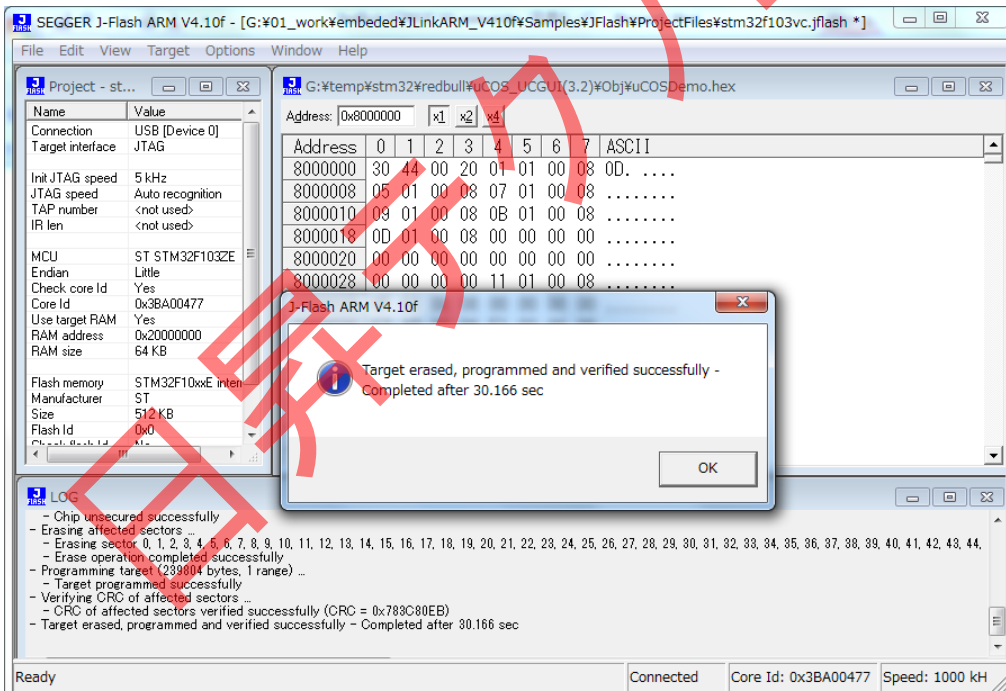 SEGGER J-Flash ARM V4.10f - [G:¥01_work¥embeded¥JLinkARM_V410f¥Samples¥JFlash¥ProjectFiles¥stm32f103vc.jflash *]
File Edit View Target Options Window Help
Project - st...
Name Value
Connection USB [Device 0]
Target interface JTAG
Init JTAG speed 5 kHz
JTAG speed Auto recognition
TAP number <not used>
IR len <not used>
MCU ST STM32F103ZE
Endian Little
Check core Id Yes
Core Id 0x3BA00477
Use target RAM Yes
RAM address 0x20000000
RAM size 64 KB
Flash memory STM32F10xxE inten
Manufacturer ST
Size 512 KB
Flash Id 0x0
Check flash Id No
G:¥temp¥stm32¥redbull¥uCOS_UCGUI(3.2)¥Obj¥uCOSDemo.hex
Address: 0x8000000 x1 x2 x4
Address 0 1 2 3 4 5 6 7 ASCII
8000000 30 44 00 20 01 01 00 08 0D. ....
8000008 05 01 00 08 07 01 00 08 ........
8000010 09 01 00 08 0B 01 00 08 ........
8000018 0D 01 00 08 00 00 00 00 ........
8000020 00 00 00 00 00 00 00 00 ........
8000028 00 00 00 00 11 01 00 08 ........
J-Flash ARM V4.10f
Target erased, programmed and verified successfully -
Completed after 30.166 sec
OK
LOG
- Chip unsecured successfully
- Erasing affected sectors ...
- Erasing sector 0, 1, 2, 3, 4, 5, 6, 7, 8, 9, 10, 11, 12, 13, 14, 15, 16, 17, 18, 19, 20, 21, 22, 23, 24, 25, 26, 27, 28, 29, 30, 31, 32, 33, 34, 35, 36, 37, 38, 39, 40, 41, 42, 43, 44,
- Erase operation completed successfully
- Programming target (239804 bytes, 1 range) ...
- Target programmed successfully
- Verifying CRC of affected sectors ...
- CRC of affected sectors verified successfully (CRC = 0x783C80EB)
- Target erased, programmed and verified successfully - Completed after 30.166 sec
Ready Connected Core Id: 0x3BA00477 Speed: 1000 kH
日昇テクノ